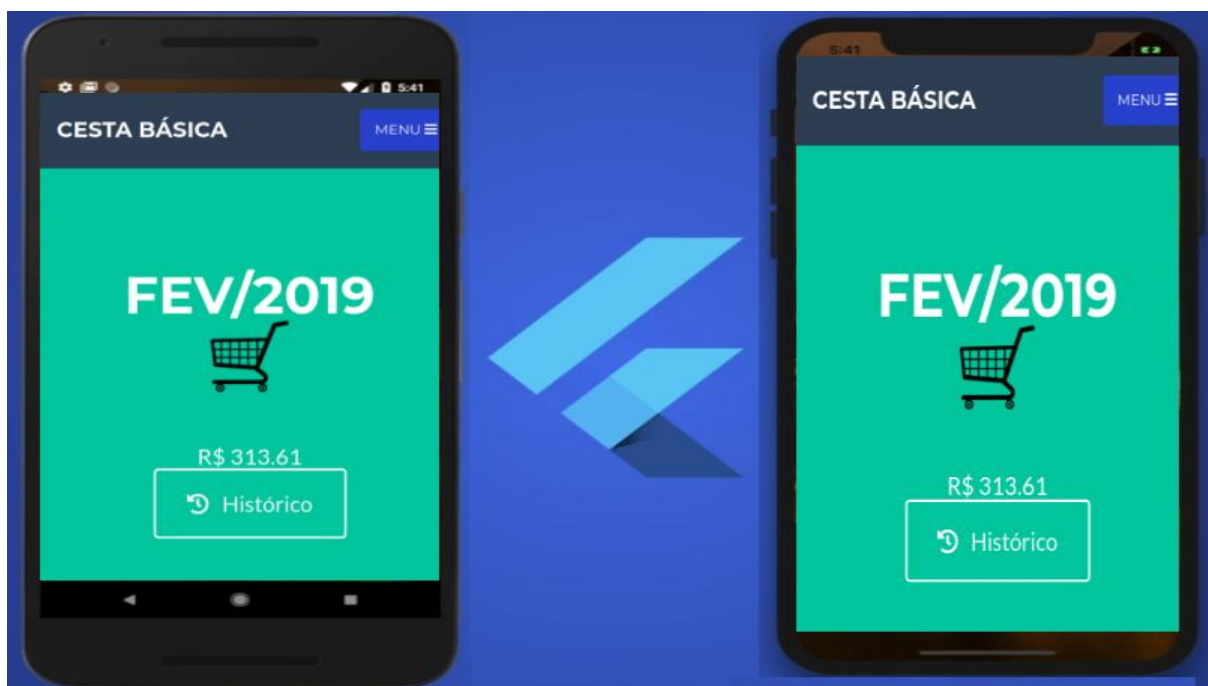 5:41
CESTA BÁSICA
MENU
FEV/2019
R$ 313.61
Histórico
5:41
CESTA BÁSICA
MENU
FEV/2019
R$ 313.61
Histórico